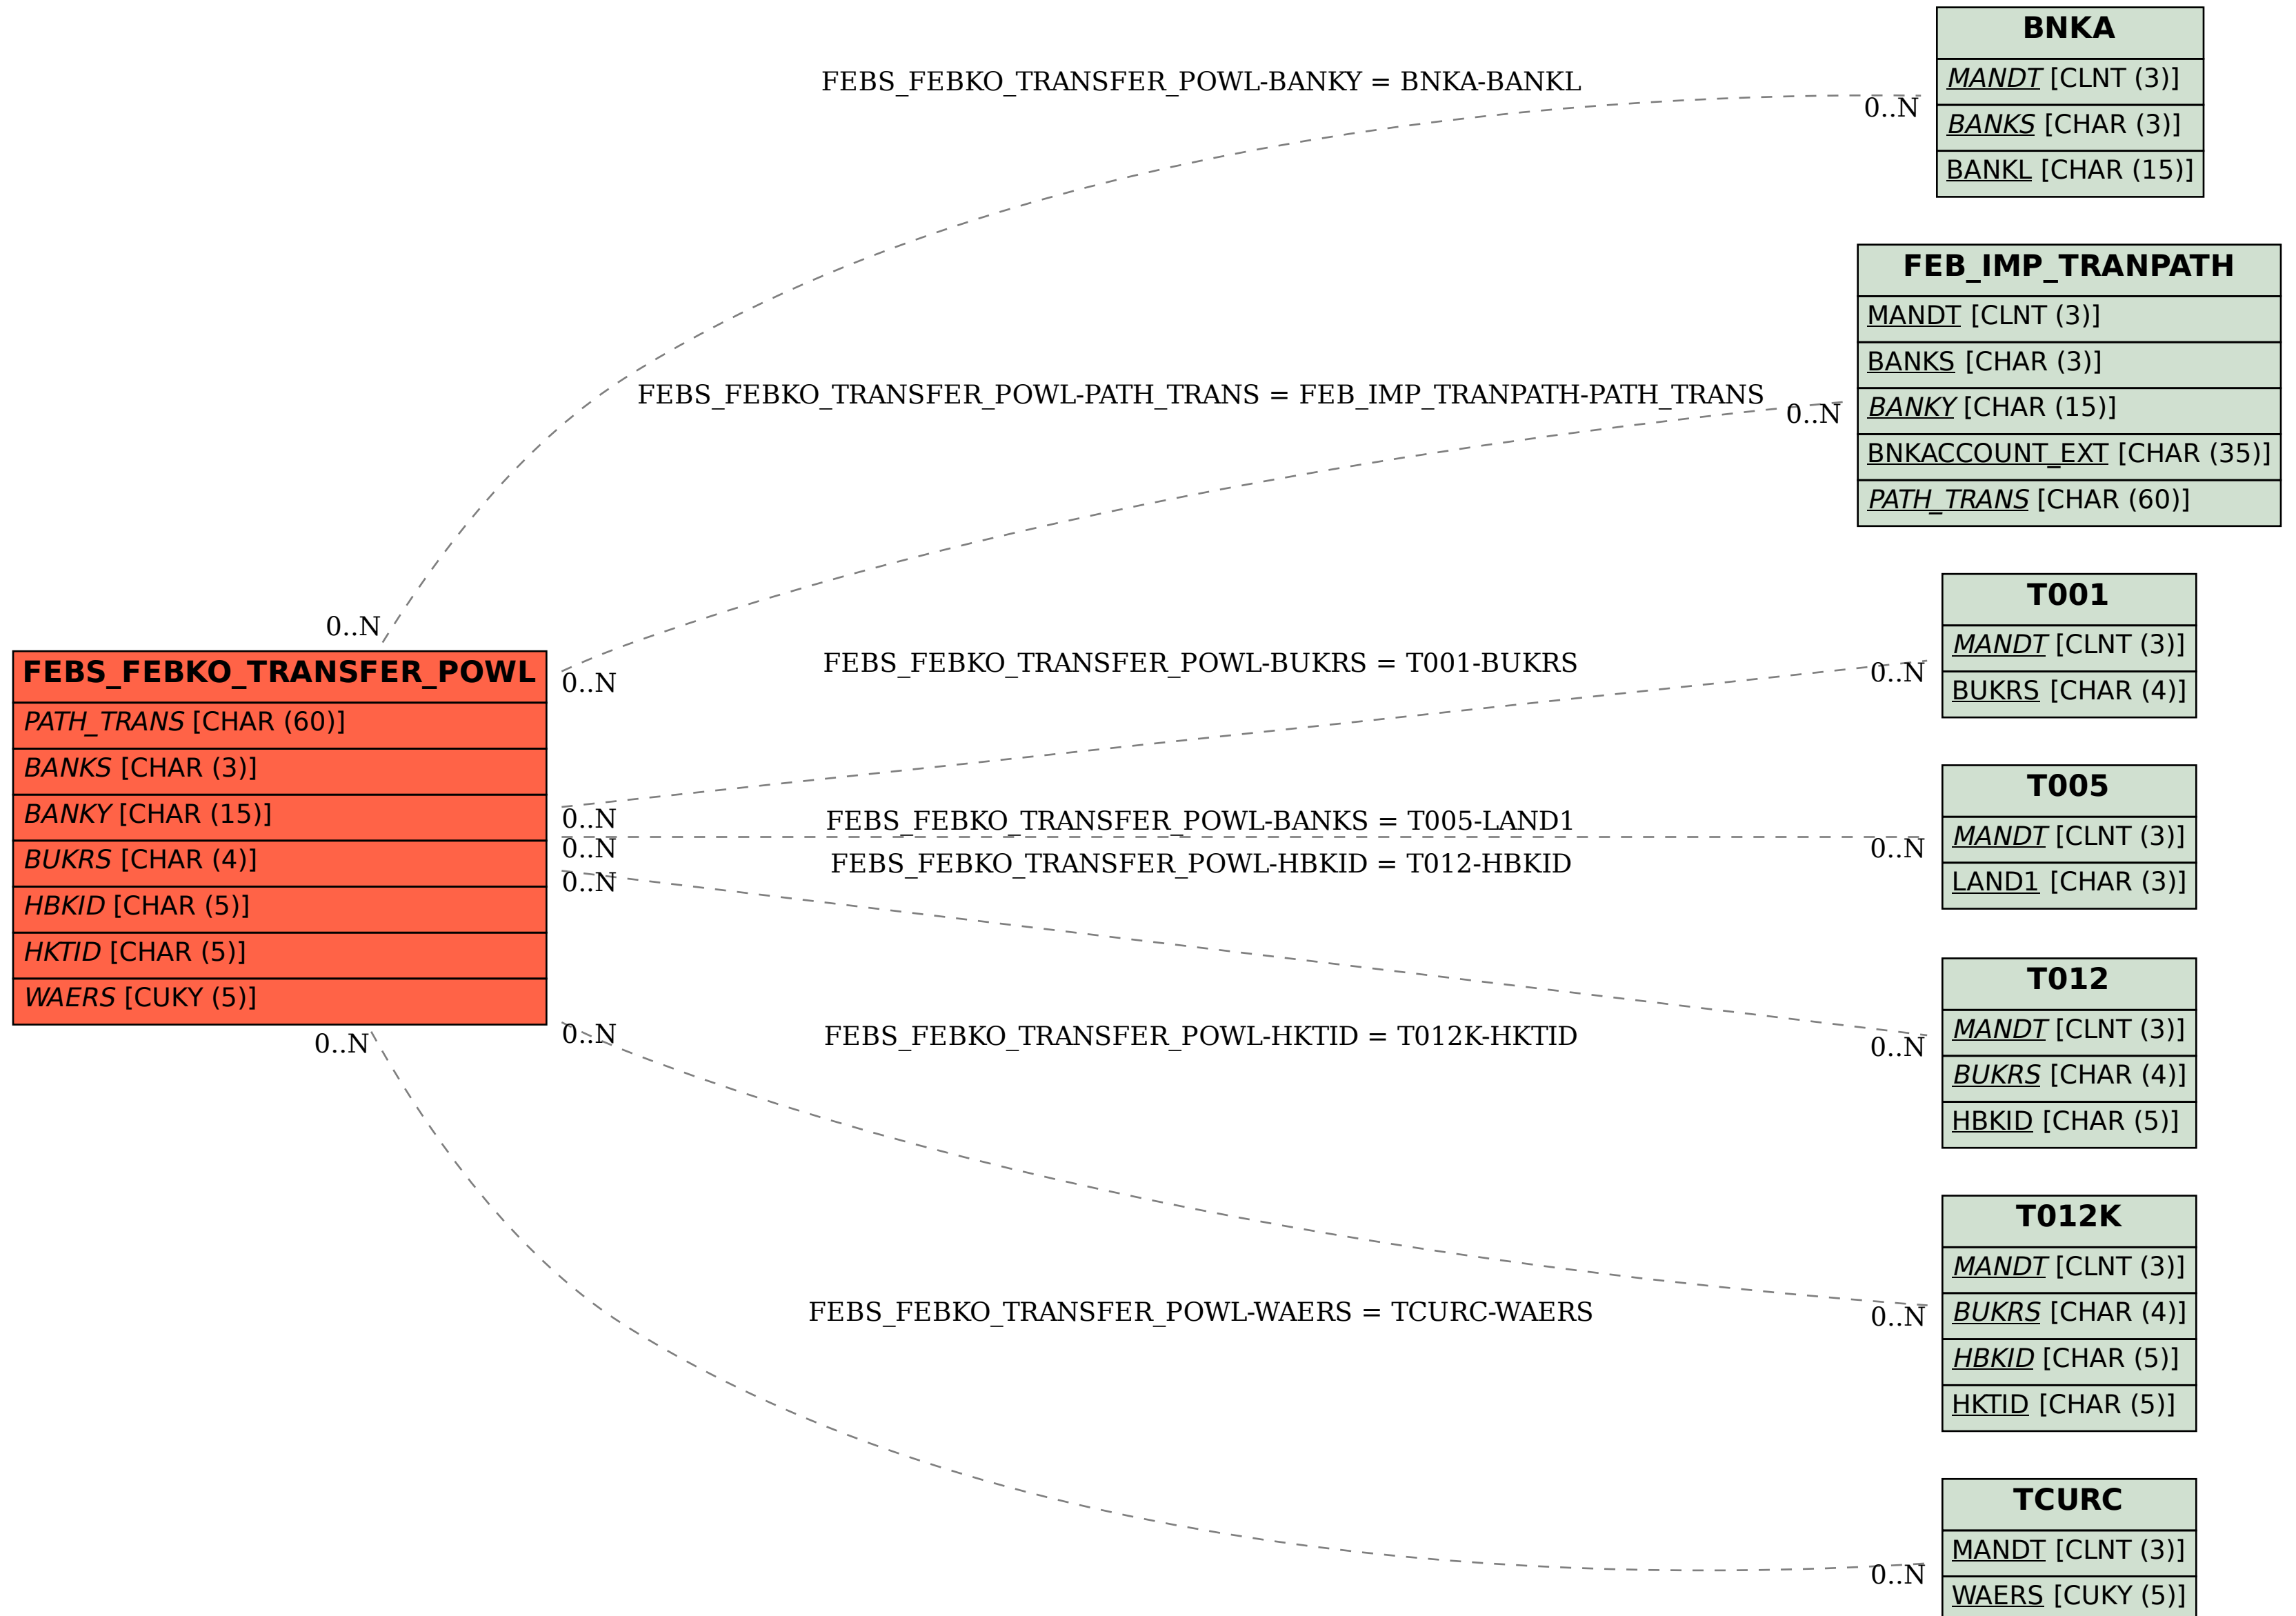 BNKA
MANDT [CLNT (3)]
BANKS [CHAR (3)]
BANKL [CHAR (15)]
FEBS_FEBKO_TRANSFER_POWL-BANKY = BNKA-BANKL
0..N
0..N
FEB_IMP_TRANPATH
MANDT [CLNT (3)]
BANKS [CHAR (3)]
BANKY [CHAR (15)]
BNKACCOUNT_EXT [CHAR (35)]
PATH_TRANS [CHAR (60)]
FEBS_FEBKO_TRANSFER_POWL-PATH_TRANS = FEB_IMP_TRANPATH-PATH_TRANS
0..N
0..N
FEBS_FEBKO_TRANSFER_POWL
PATH_TRANS [CHAR (60)]
BANKS [CHAR (3)]
BANKY [CHAR (15)]
BUKRS [CHAR (4)]
HBKID [CHAR (5)]
HKTID [CHAR (5)]
WAERS [CUKY (5)]
T001
MANDT [CLNT (3)]
BUKRS [CHAR (4)]
FEBS_FEBKO_TRANSFER_POWL-BUKRS = T001-BUKRS
0..N
0..N
T005
MANDT [CLNT (3)]
LAND1 [CHAR (3)]
FEBS_FEBKO_TRANSFER_POWL-BANKS = T005-LAND1
0..N
0..N
FEBS_FEBKO_TRANSFER_POWL-HBKID = T012-HBKID
0..N
0..N
T012
MANDT [CLNT (3)]
BUKRS [CHAR (4)]
HBKID [CHAR (5)]
FEBS_FEBKO_TRANSFER_POWL-HKTID = T012K-HKTID
0..N
0..N
T012K
MANDT [CLNT (3)]
BUKRS [CHAR (4)]
HBKID [CHAR (5)]
HKTID [CHAR (5)]
FEBS_FEBKO_TRANSFER_POWL-WAERS = TCURC-WAERS
0..N
0..N
TCURC
MANDT [CLNT (3)]
WAERS [CUKY (5)]